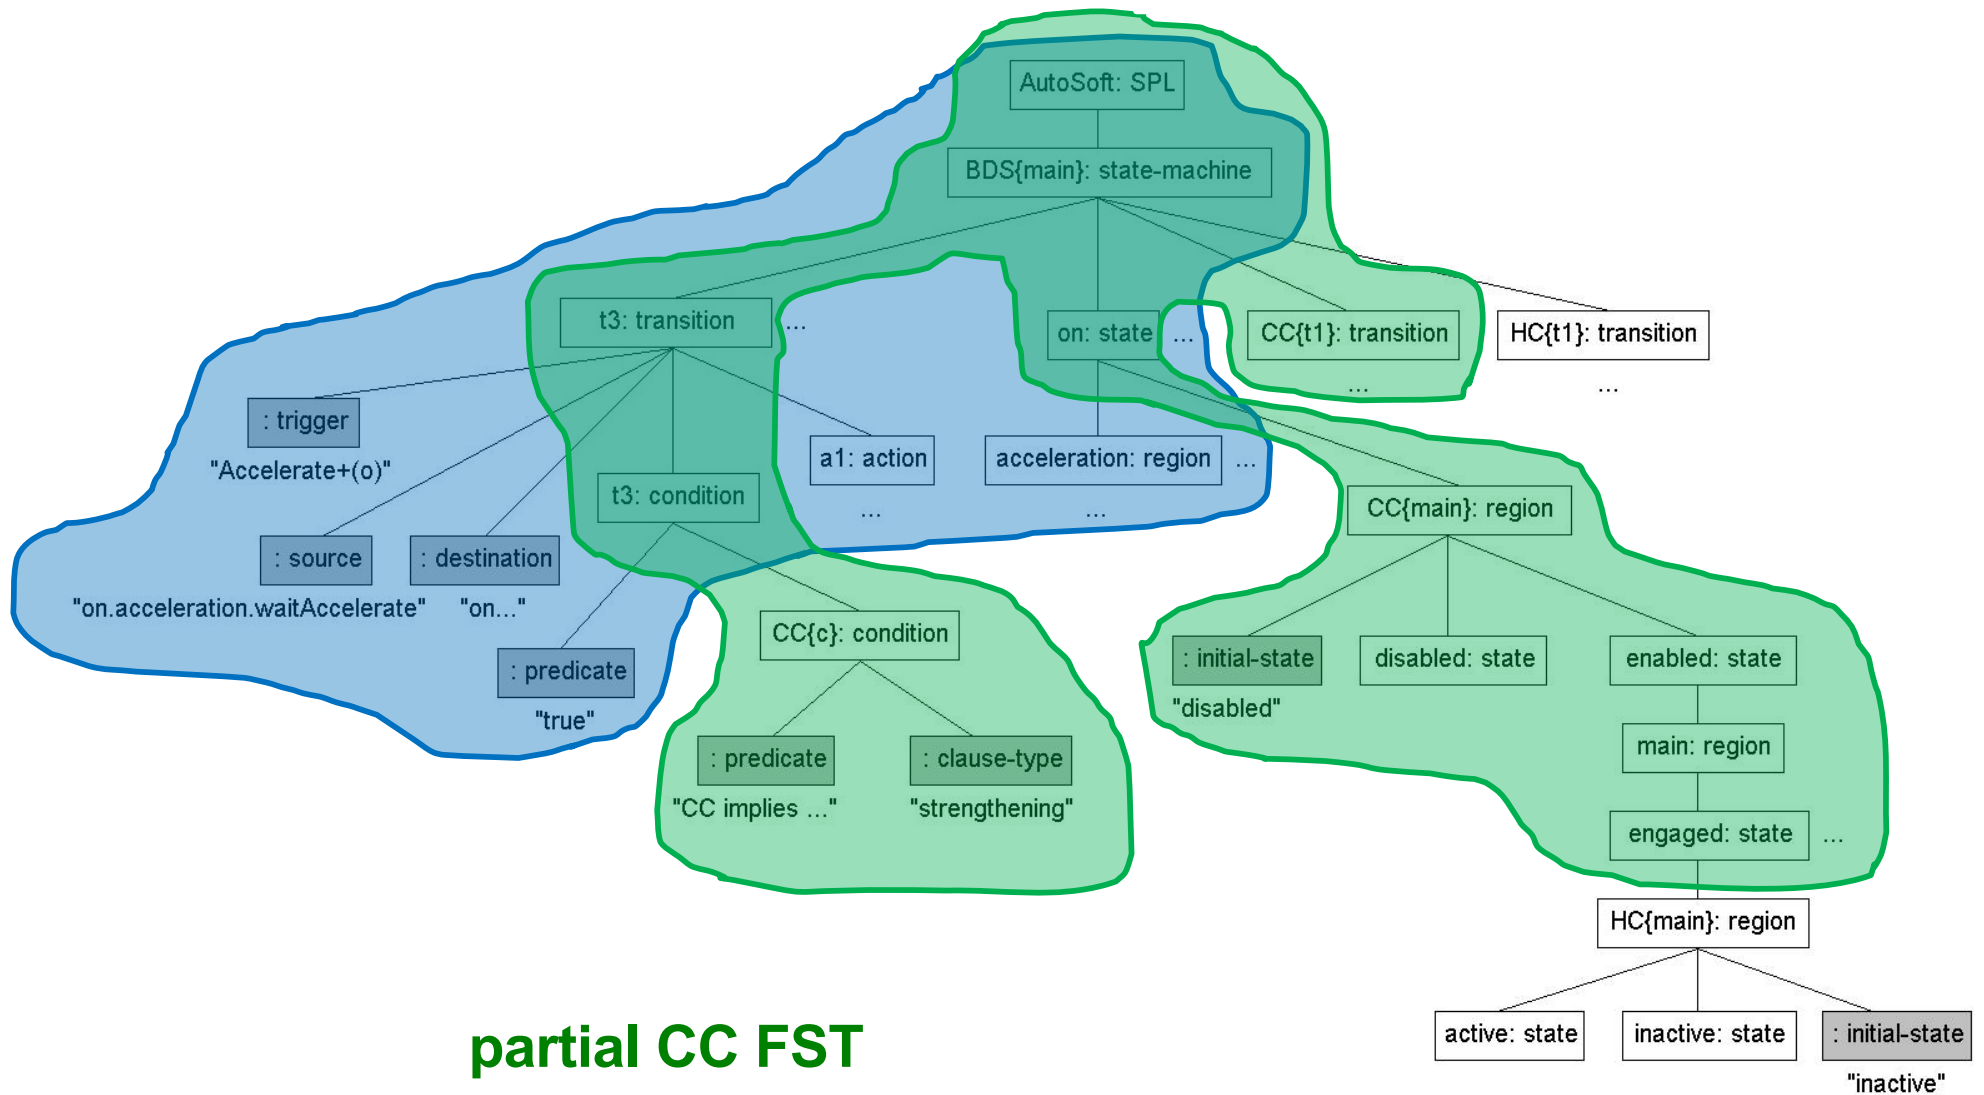 AutoSoft: SPL
BDS{main}: state-machine
t3: transition
...
on: state
...
CC{t1}: transition
...
HC{t1}: transition
...
: trigger
"Accelerate+(o)"
a1: action
...
acceleration: region
...
...
t3: condition
CC{main}: region
: source
"on.acceleration.waitAccelerate"
: destination
"on..."
: predicate
"true"
CC{c}: condition
: predicate
"CC implies ..."
: clause-type
"strengthening"
: initial-state
"disabled"
disabled: state
enabled: state
main: region
engaged: state
...
HC{main}: region
active: state
inactive: state
: initial-state
"inactive"
partial CC FST